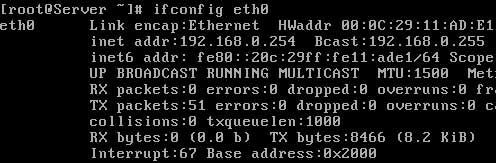 [root@Server ~]# ifconfig eth0
eth0 Link encap:Ethernet HWaddr 00:0C:29:11:AD:E1
inet addr:192.168.0.254 Bcast:192.168.0.255
inet6 addr: fe80::20c:29ff:fe11:ade1/64 Scope
UP BROADCAST RUNNING MULTICAST MTU:1500 Met
RX packets:0 errors:0 dropped:0 overruns:0 fra
TX packets:51 errors:0 dropped:0 overruns:0 ca
collisions:0 txqueuelen:1000
RX bytes:0 (0.0 b) TX bytes:8466 (8.2 KiB)
Interrupt:67 Base address:0x2000